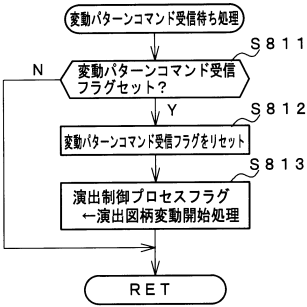 変動パターンコマンド受信待ち処理
S811
変動パターンコマンド受信
フラグセット?
N
Y
S812
変動パターンコマンド受信フラグをリセット
S813
演出制御プロセスフラグ
←演出図柄変動開始処理
RET